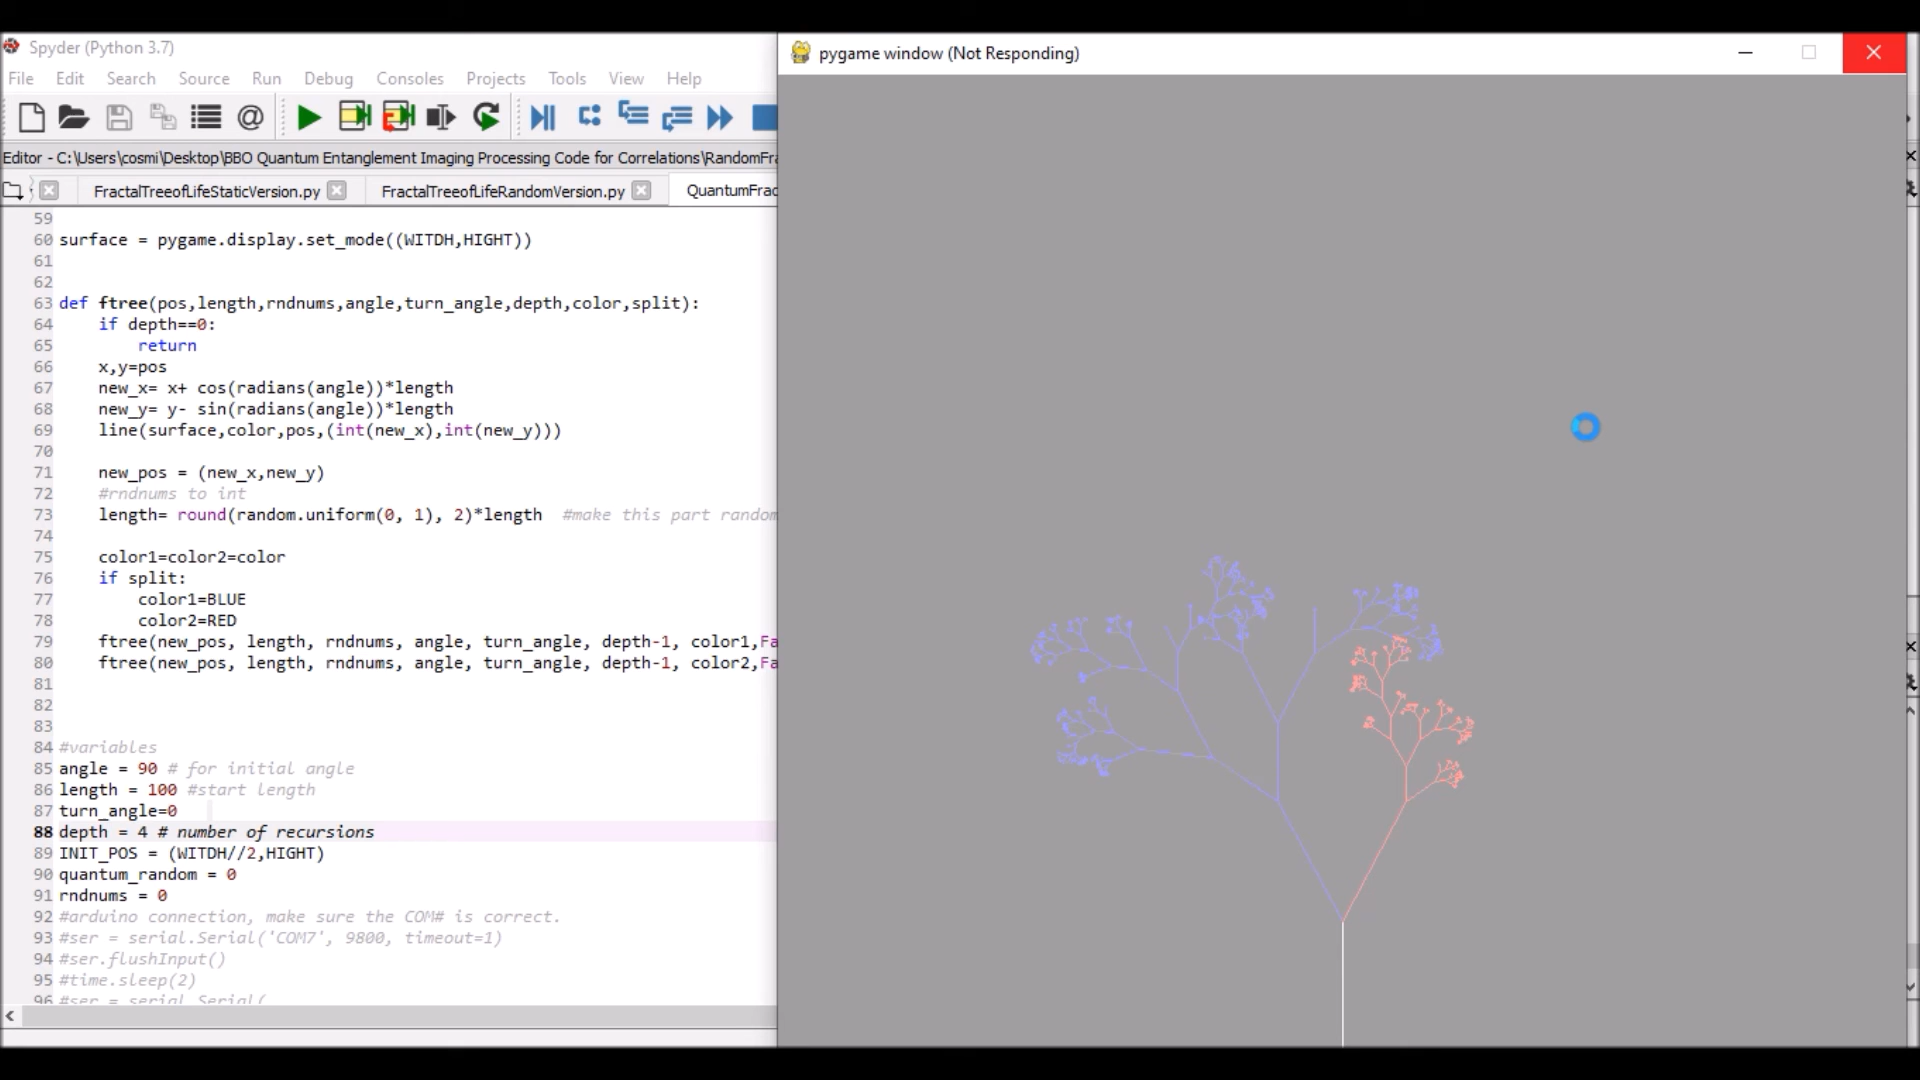 Spyder (Python 3.7)
File Edit Search Source Run Debug Consoles Projects Tools View Help
Editor - C:\Users\cosmi\Desktop\BBO Quantum Entanglement Imaging Processing Code for Correlations\RandomFra
FractalTreeofLifeStaticVersion.py FractalTreeofLifeRandomVersion.py QuantumFrac
59
60 surface = pygame.display.set_mode((WITDH,HIGHT))
61
62
63 def ftree(pos,length,rndnums,angle,turn_angle,depth,color,split):
64 if depth==0:
65 return
66 x,y=pos
67 new_x= x+ cos(radians(angle))*length
68 new_y= y- sin(radians(angle))*length
69 line(surface,color,pos,(int(new_x),int(new_y)))
70
71 new_pos = (new_x,new_y)
72 #rndnums to int
73 length= round(random.uniform(0, 1), 2)*length #make this part random
74
75 color1=color2=color
76 if split:
77 color1=BLUE
78 color2=RED
79 ftree(new_pos, length, rndnums, angle, turn_angle, depth-1, color1,Fa
80 ftree(new_pos, length, rndnums, angle, turn_angle, depth-1, color2,Fa
81
82
83
84 #variables
85 angle = 90 # for initial angle
86 length = 100 #start length
87 turn_angle=0
88 depth = 4 # number of recursions
89 INIT_POS = (WITDH//2,HIGHT)
90 quantum_random = 0
91 rndnums = 0
92 #arduino connection, make sure the COM# is correct.
93 #ser = serial.Serial('COM7', 9800, timeout=1)
94 #ser.flushInput()
95 #time.sleep(2)
96 #ser = serial.Serial(
pygame window (Not Responding)